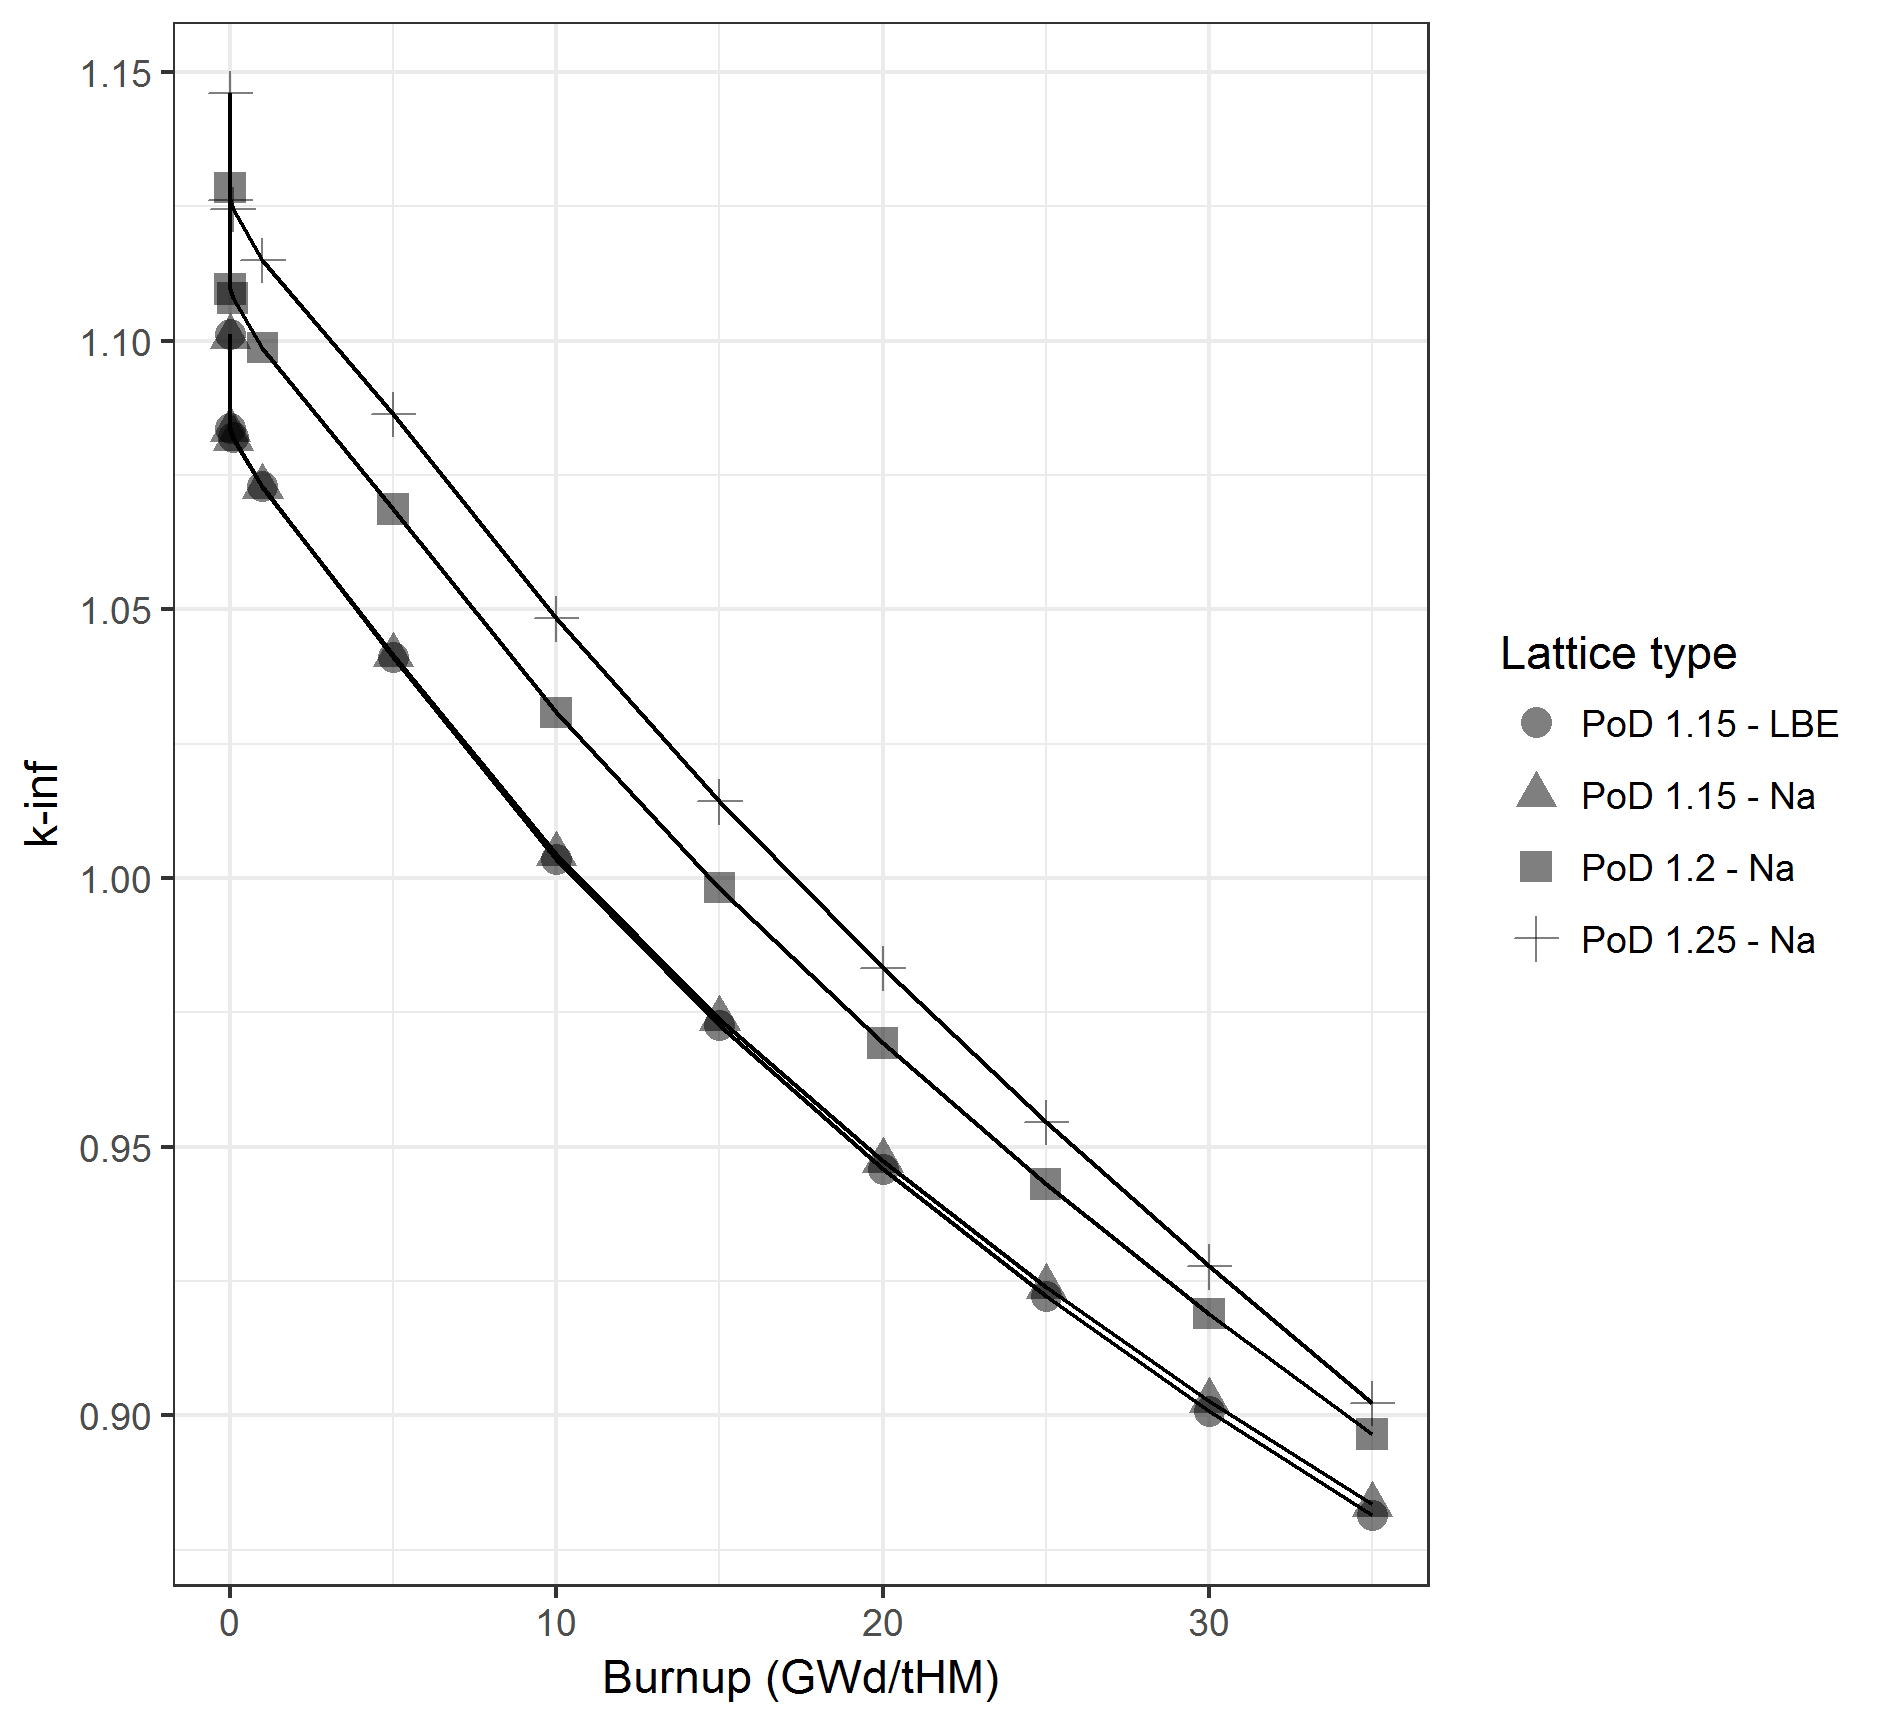 k-inf
1.15
1.10
1.05
1.00
0.95
0.90
0 10 20 30
Burnup (GWd/tHM)
Lattice type
PoD 1.15 - LBE
PoD 1.15 - Na
PoD 1.2 - Na
PoD 1.25 - Na